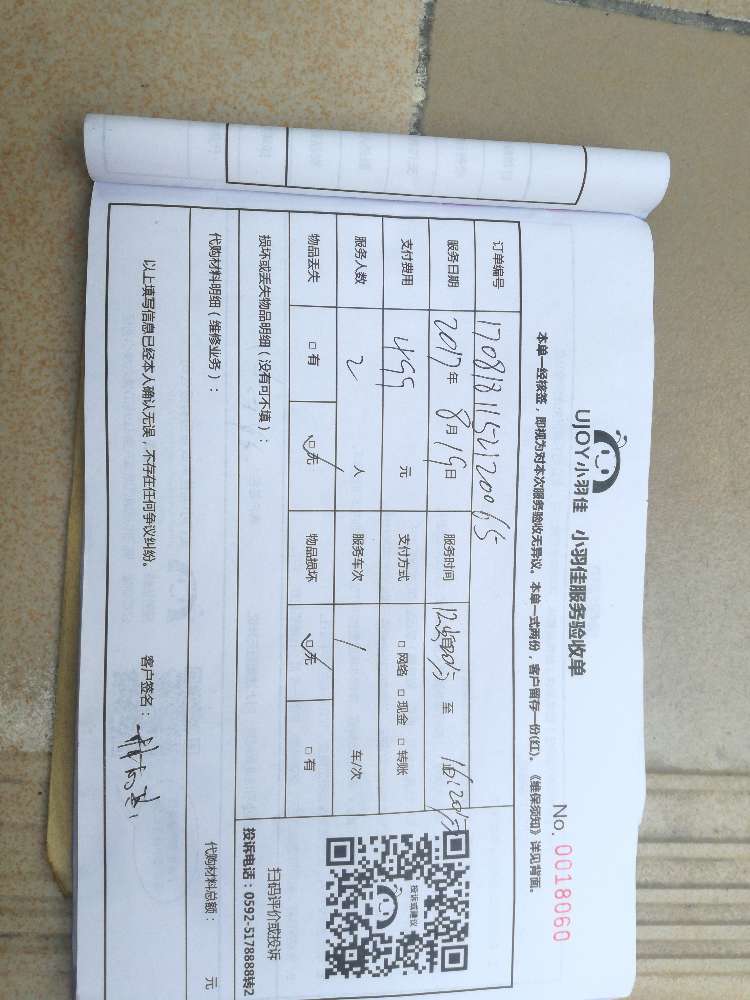 UJOY小羽佳 小羽佳服务验收单
No. 0018060
本单一经核签，即视为对本次服务验收无异议。本单一式两份，客户留存一份(红)。《维保须知》详见背面。
订单编号
服务日期 2017年 8月19日 服务时间 至
支付费用 499 元 支付方式 □ 网络 □ 现金 □ 转账
服务人数 2 人 服务车次 1 车/次
物品丢失 □ 有 □ 无 物品损坏 □ 无 □ 有
损坏或丢失物品明细（没有可不填）：
代购材料明细（维修业务）： 代购材料总额： 元
以上填写信息已经本人确认无误，不存在任何争议纠纷。 客户签名：
投诉或建议
扫码评价或投诉
投诉电话：0592-5178888转2